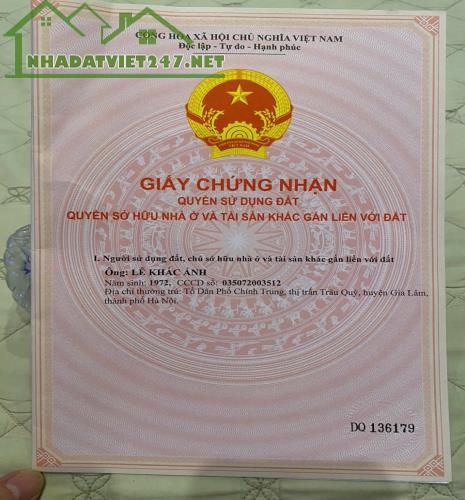 NHADATVIET247.NET
CỘNG HÒA XÃ HỘI CHỦ NGHĨA VIỆT NAM
Độc lập - Tự do - Hạnh phúc
VIỆT NAM
GIẤY CHỨNG NHẬN
QUYỀN SỬ DỤNG ĐẤT
QUYỀN SỞ HỮU NHÀ Ở VÀ TÀI SẢN KHÁC GẮN LIỀN VỚI ĐẤT
I. Người sử dụng đất, chủ sở hữu nhà ở và tài sản khác gắn liền với đất
Ông: LÊ KHẮC ÁNH
Năm sinh: 1972, CCCD số: 035072003512
Địa chỉ thường trú: Tổ Dân Phố Chính Trung, thị trấn Trâu Quỳ, huyện Gia Lâm,
thành phố Hà Nội.
DO 136179